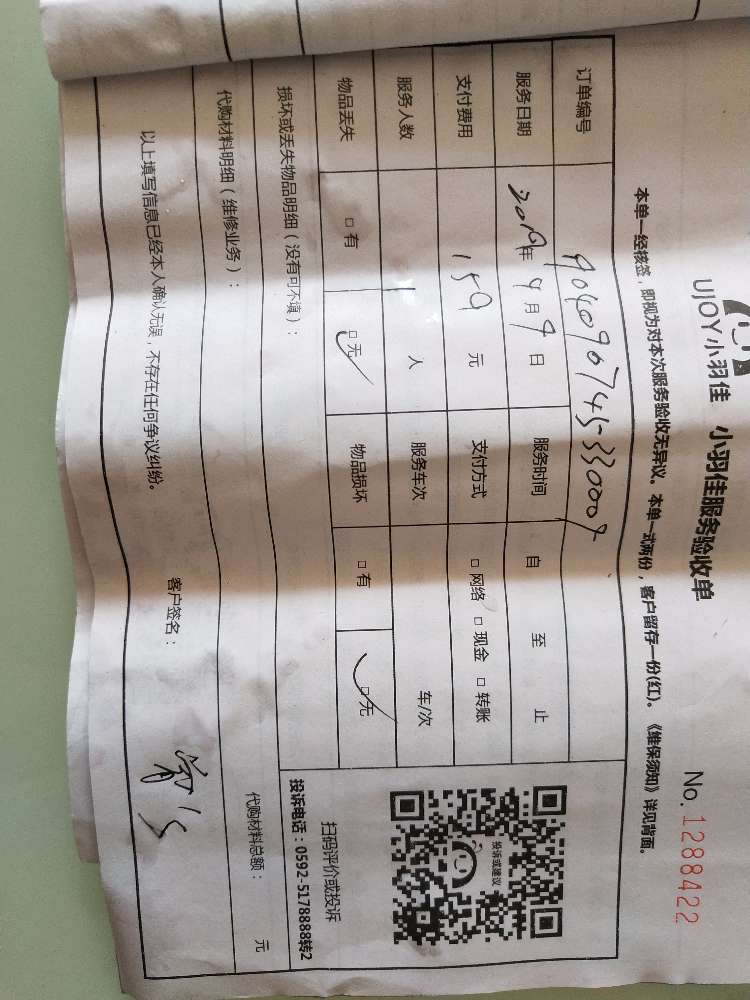 UJOY小羽佳 小羽佳服务验收单
No.1288422
本单一经核签，即视为对本次服务验收无异议。本单一式两份，客户留存一份(红)。《维保须知》详见背面。
订单编号
服务日期 2019年4月9日 服务时间 自 至 止
支付费用 159元 支付方式 □ 网络 □ 现金 □ 转账
服务人数 1人 服务车次 车/次
物品丢失 □ 有 □ 无 物品损坏 □ 有 □ 无
损坏或丢失物品明细（没有可不填）：
代购材料明细（维修业务）：
代购材料总额： 元
投诉或建议
扫码评价或投诉
投诉电话：0592-5178888转2
以上填写信息已经本人确认无误，不存在任何争议纠纷。
客户签名：